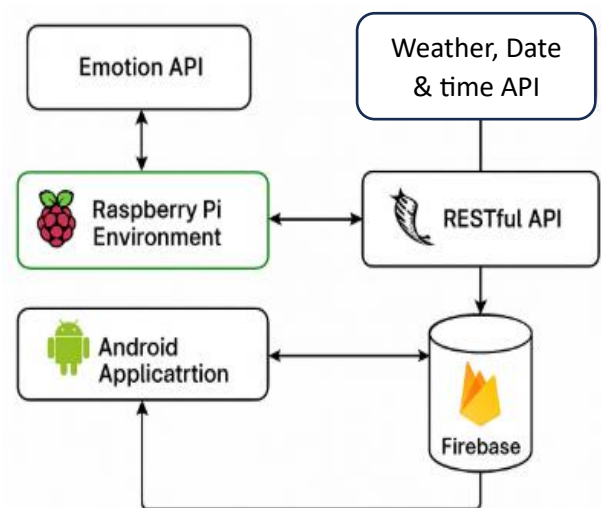 Emotion API
Weather, Date
& time API
Raspberry Pi
Environment
RESTful API
Android
Applicatrtion
Firebase